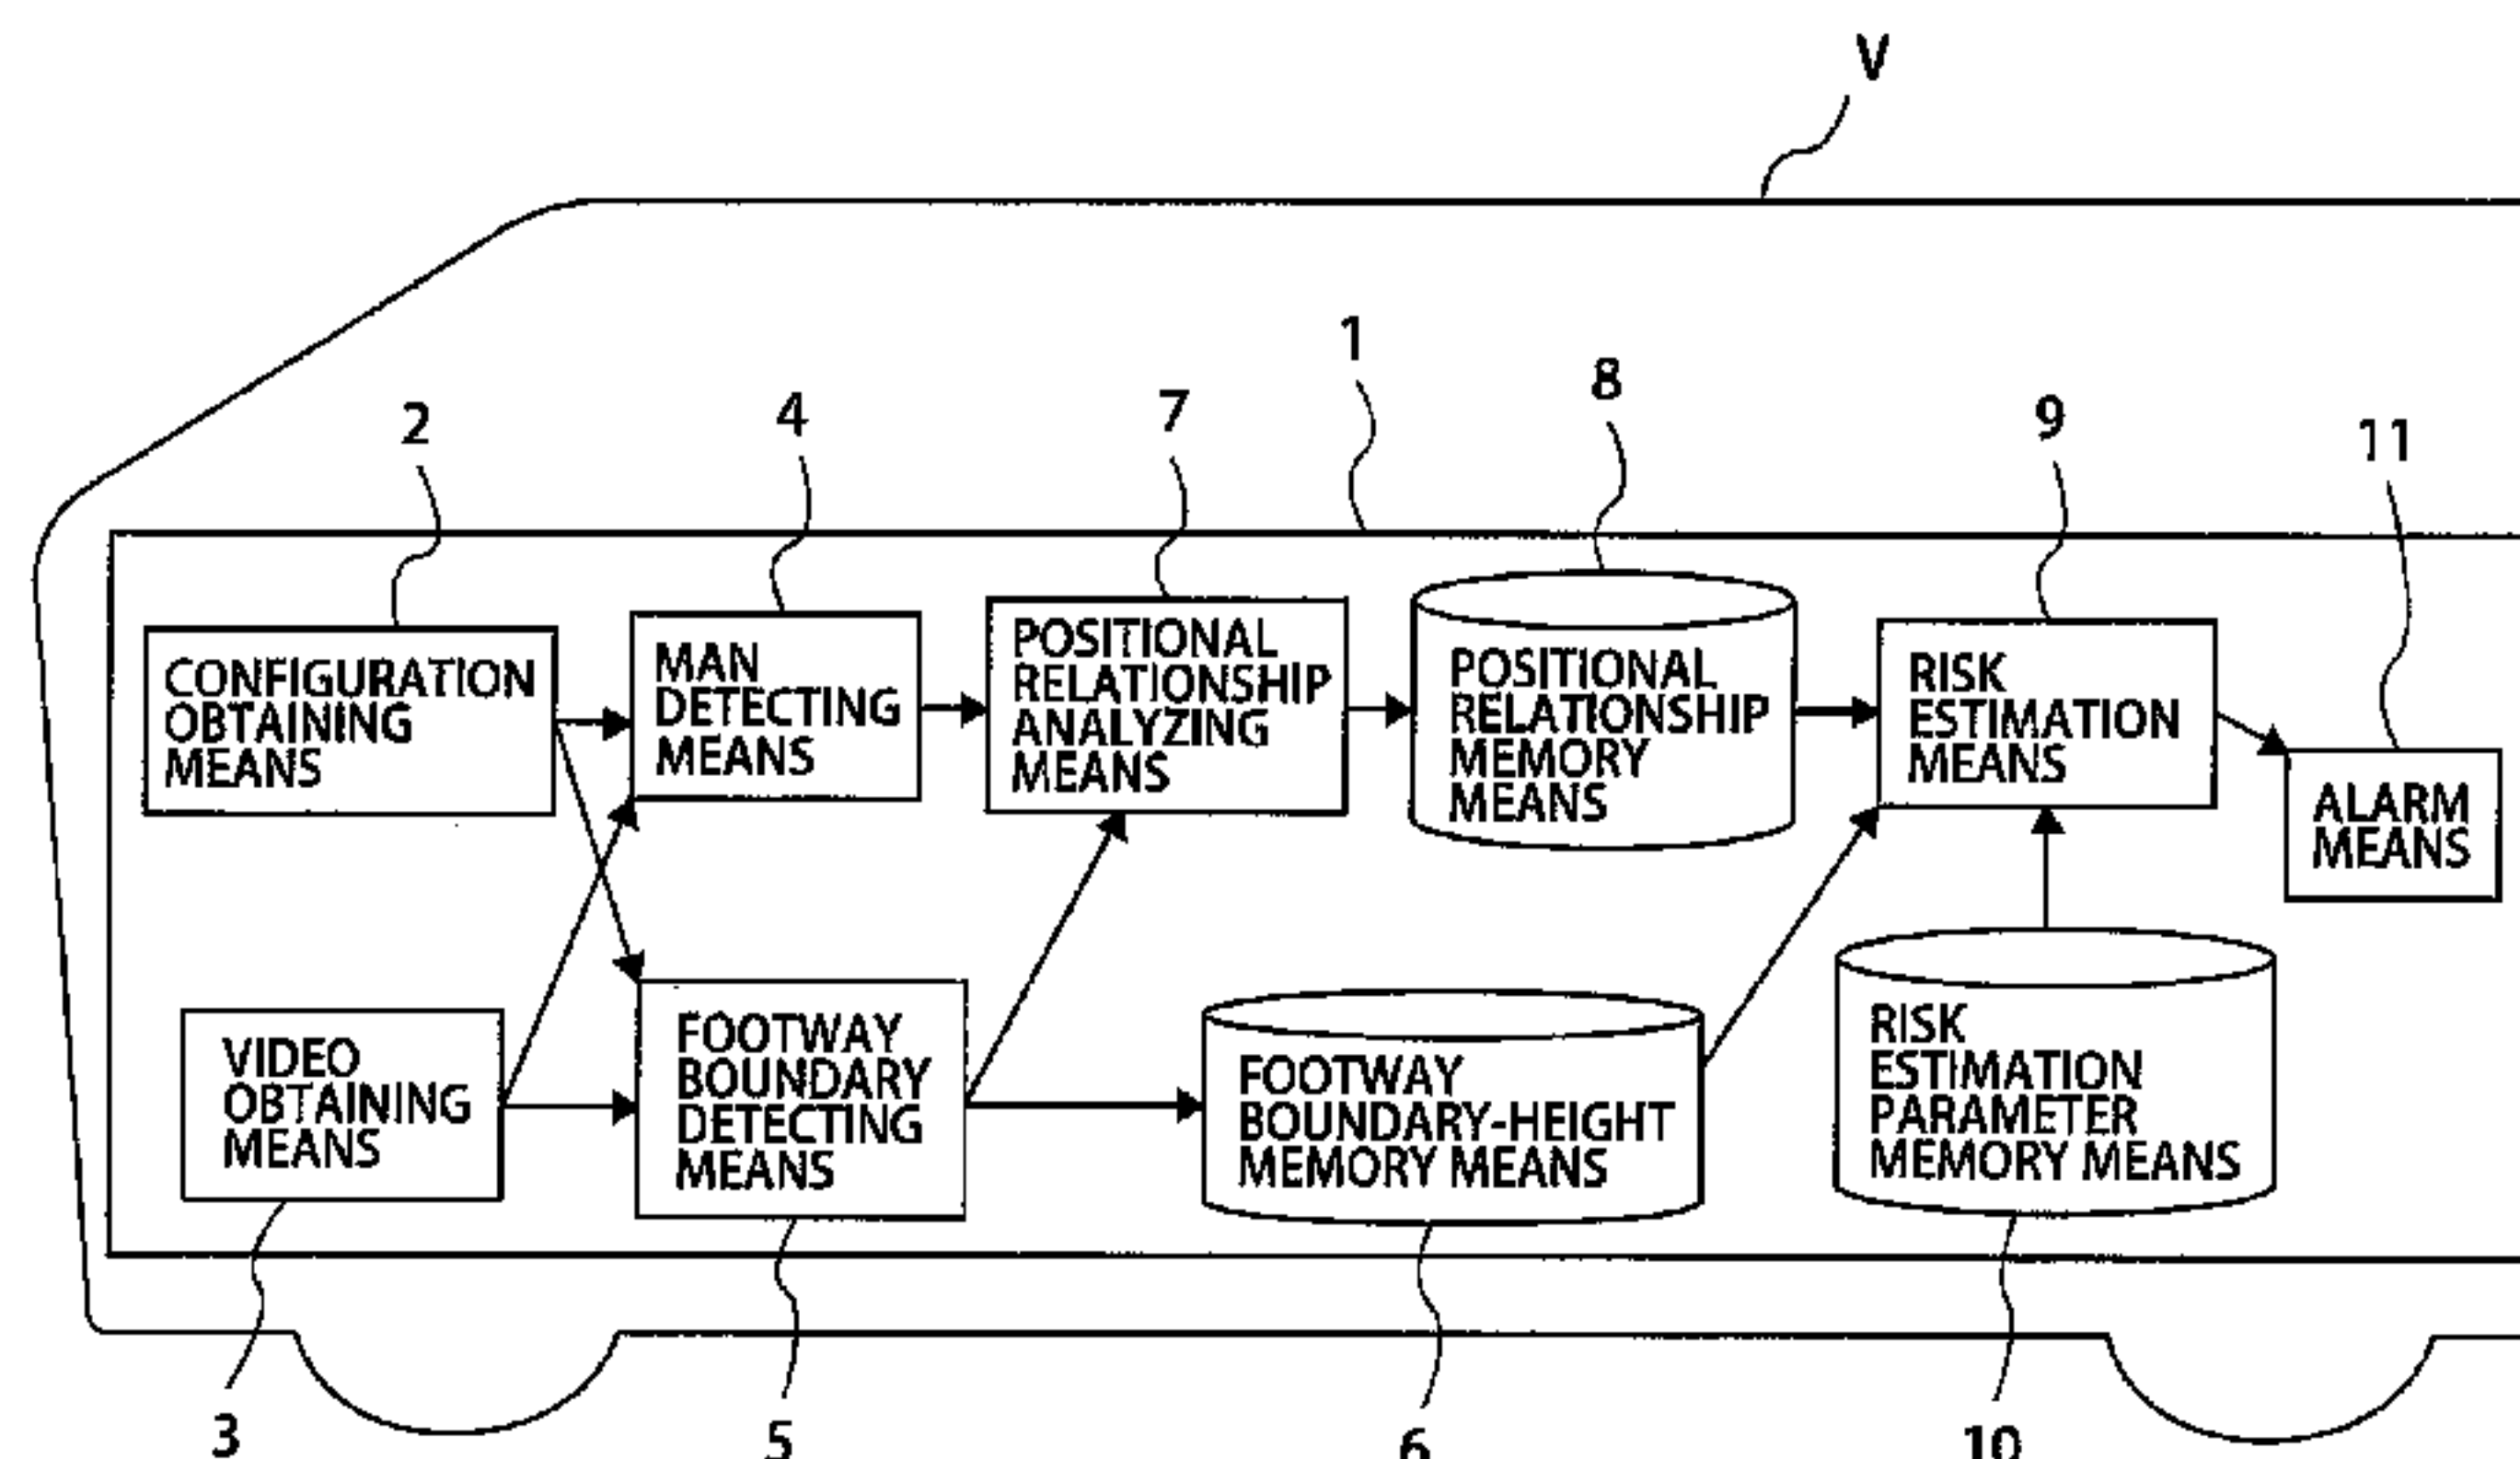 V
1
2
4
7
8
9
11
CONFIGURATION
OBTAINING
MEANS
MAN
DETECTING
MEANS
POSITIONAL
RELATIONSHIP
ANALYZING
MEANS
POSITIONAL
RELATIONSHIP
MEMORY
MEANS
RISK
ESTIMATION
MEANS
ALARM
MEANS
VIDEO
OBTAINING
MEANS
FOOTWAY
BOUNDARY
DETECTING
MEANS
FOOTWAY
BOUNDARY-HEIGHT
MEMORY MEANS
RISK
ESTIMATION
PARAMETER
MEMORY MEANS
3
5
6
10